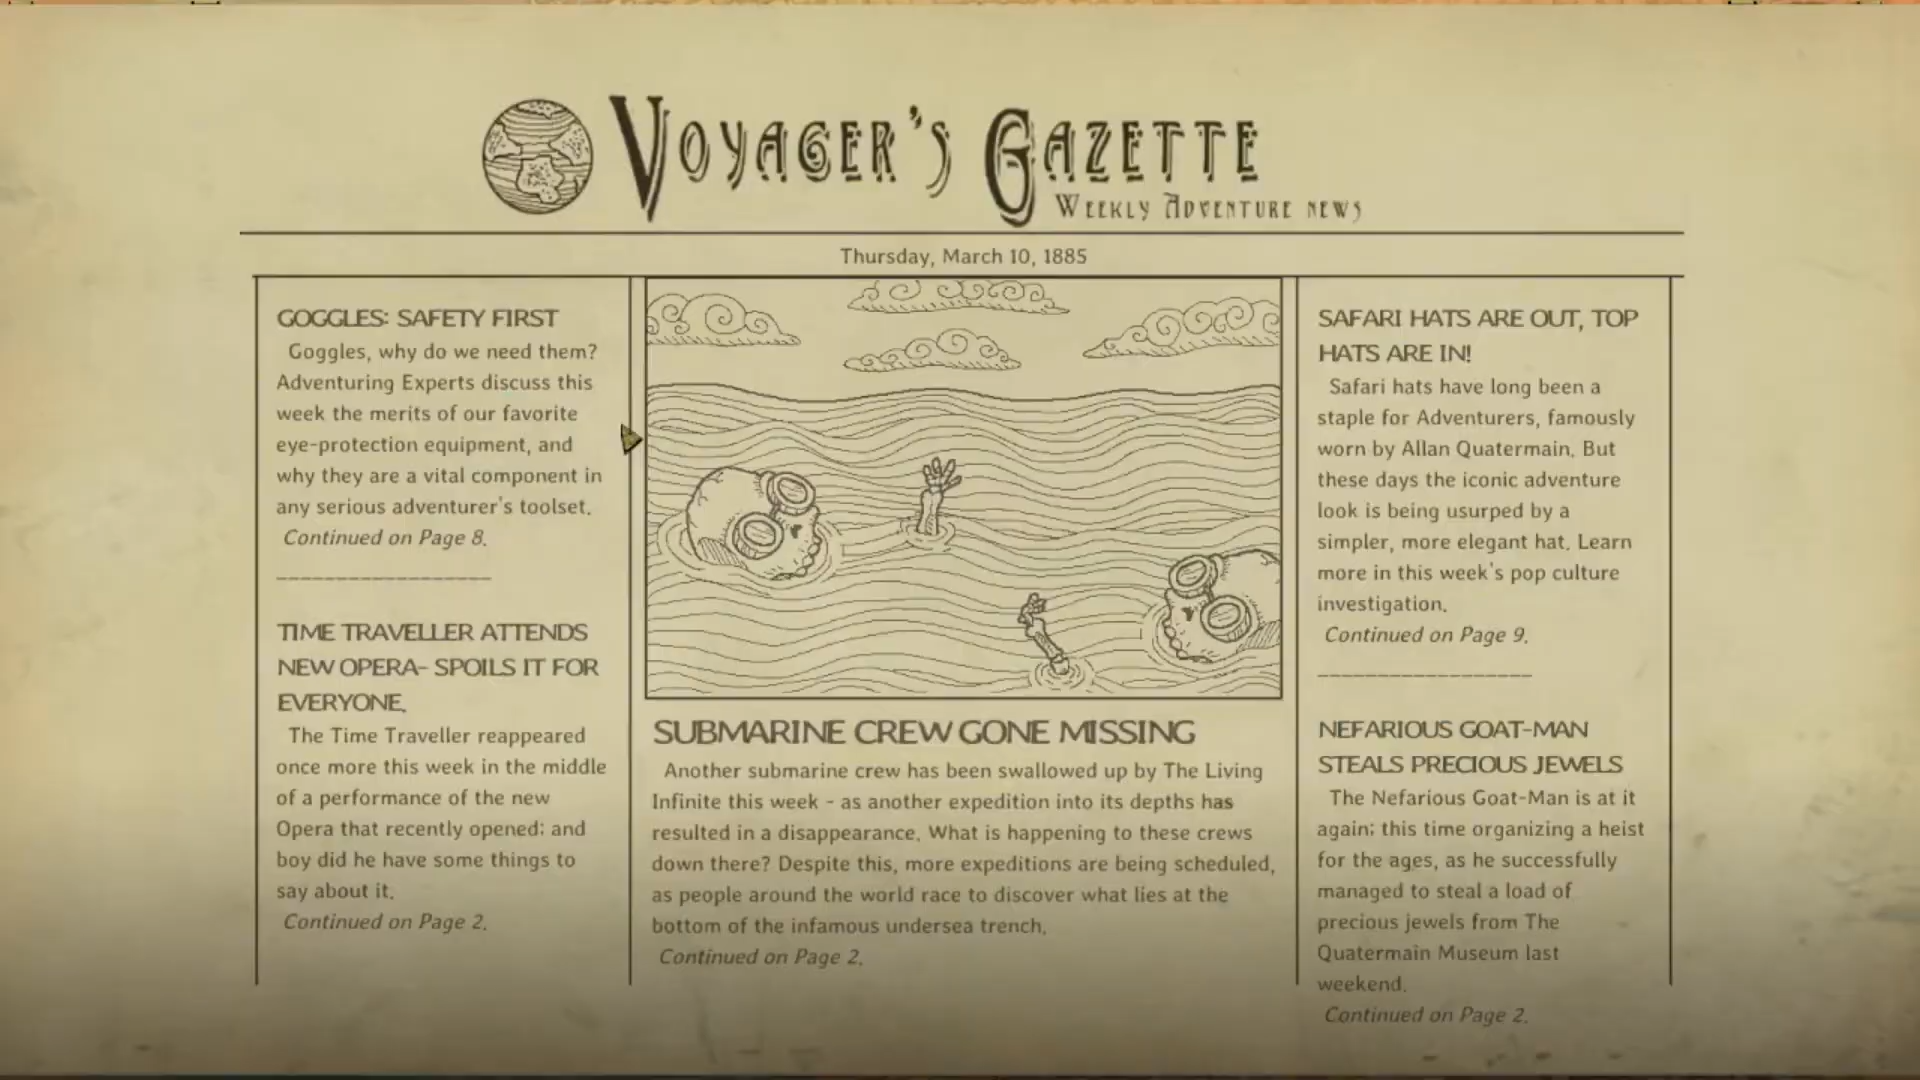 VOYAGER'S GAZETTE
WEEKLY ADVENTURE NEWS
Thursday, March 10, 1885
GOGGLES: SAFETY FIRST
Goggles, why do we need them?
Adventuring Experts discuss this
week the merits of our favorite
eye-protection equipment, and
why they are a vital component in
any serious adventurer's toolset.
Continued on Page 8.
------------------
TIME TRAVELLER ATTENDS
NEW OPERA- SPOILS IT FOR
EVERYONE.
The Time Traveller reappeared
once more this week in the middle
of a performance of the new
Opera that recently opened; and
boy did he have some things to
say about it.
Continued on Page 2.
SUBMARINE CREW GONE MISSING
Another submarine crew has been swallowed up by The Living
Infinite this week - as another expedition into its depths has
resulted in a disappearance. What is happening to these crews
down there? Despite this, more expeditions are being scheduled,
as people around the world race to discover what lies at the
bottom of the infamous undersea trench.
Continued on Page 2.
SAFARI HATS ARE OUT, TOP
HATS ARE IN!
Safari hats have long been a
staple for Adventurers, famously
worn by Allan Quatermain. But
these days the iconic adventure
look is being usurped by a
simpler, more elegant hat. Learn
more in this week's pop culture
investigation.
Continued on Page 9.
------------------
NEFARIOUS GOAT-MAN
STEALS PRECIOUS JEWELS
The Nefarious Goat-Man is at it
again; this time organizing a heist
for the ages, as he successfully
managed to steal a load of
precious jewels from The
Quatermain Museum last
weekend.
Continued on Page 2.